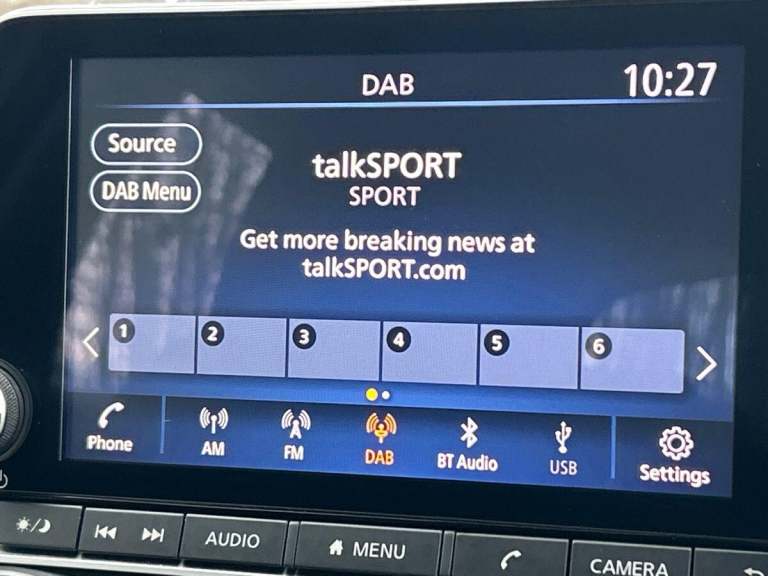 DAB
10:27
Source
DAB Menu
talkSPORT
SPORT
Get more breaking news at
talkSPORT.com
1 2 3 4 5 6
Phone
AM
FM
DAB
BT Audio
USB
Settings
AUDIO
MENU
CAMERA